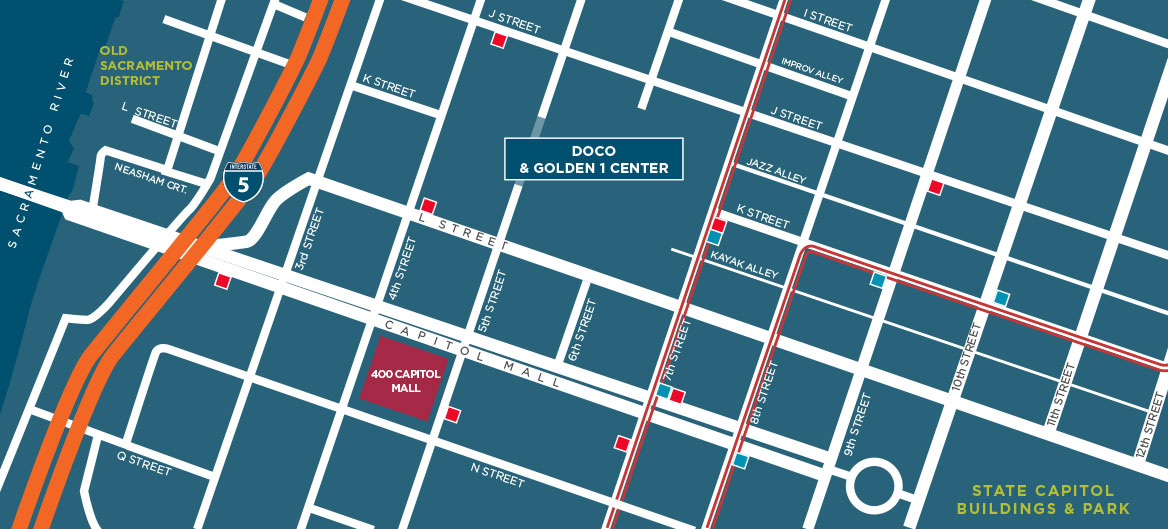 J STREET
I STREET
OLD
SACRAMENTO
DISTRICT
SACRAMENTO RIVER
K STREET
IMPROV ALLEY
L STREET
J STREET
DOCO
& GOLDEN 1 CENTER
NEASHAM CRT.
INTERSTATE
5
JAZZ ALLEY
K STREET
L STREET
3rd STREET
4th STREET
KAYAK ALLEY
5th STREET
6th STREET
CAPITOL MALL
7th STREET
400 CAPITOL
MALL
8th STREET
9th STREET
10th STREET
11th STREET
12th STREET
Q STREET
N STREET
STATE CAPITOL
BUILDINGS & PARK